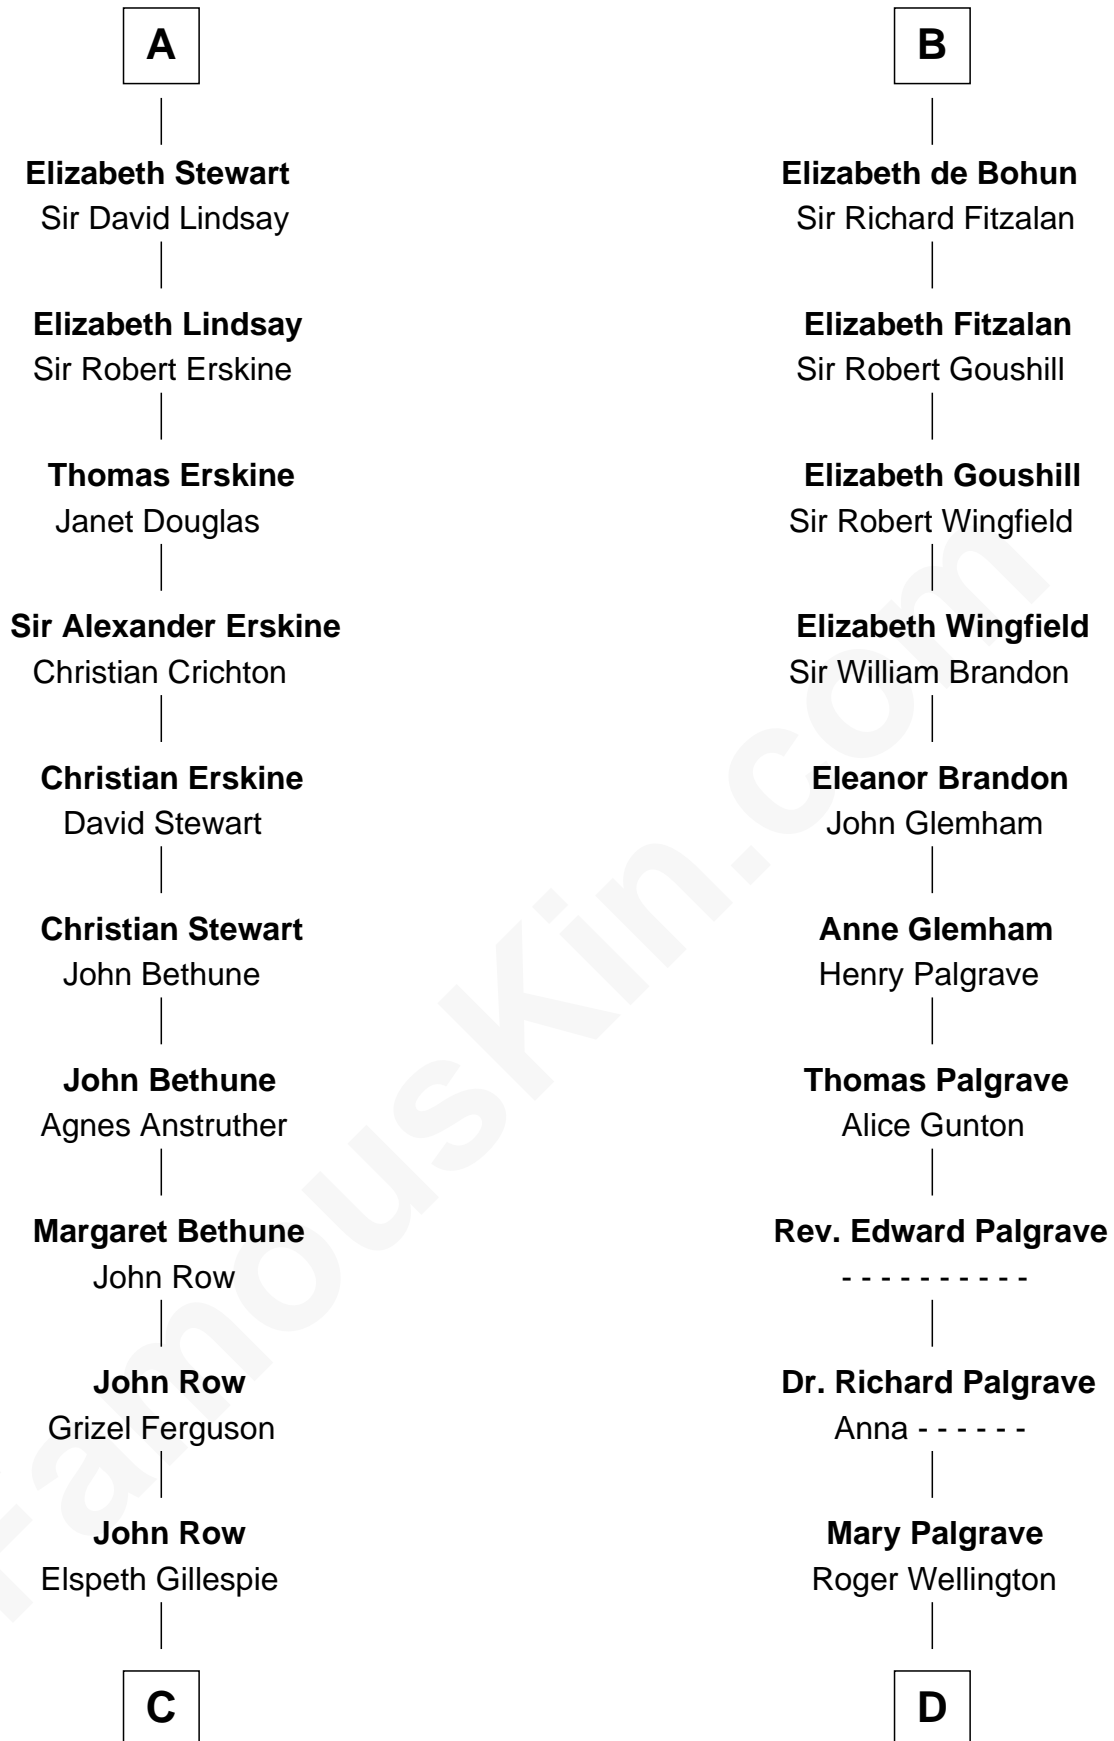 A
Elizabeth Stewart
Sir David Lindsay
Elizabeth Lindsay
Sir Robert Erskine
Thomas Erskine
Janet Douglas
Sir Alexander Erskine
Christian Crichton
Christian Erskine
David Stewart
Christian Stewart
John Bethune
John Bethune
Agnes Anstruther
Margaret Bethune
John Row
John Row
Grizel Ferguson
John Row
Elspeth Gillespie
C
B
Elizabeth de Bohun
Sir Richard Fitzalan
Elizabeth Fitzalan
Sir Robert Goushill
Elizabeth Goushill
Sir Robert Wingfield
Elizabeth Wingfield
Sir William Brandon
Eleanor Brandon
John Glemham
Anne Glemham
Henry Palgrave
Thomas Palgrave
Alice Gunton
Rev. Edward Palgrave
- - - - - - - - - -
Dr. Richard Palgrave
Anna - - - - - -
Mary Palgrave
Roger Wellington
D
FamousKin.com